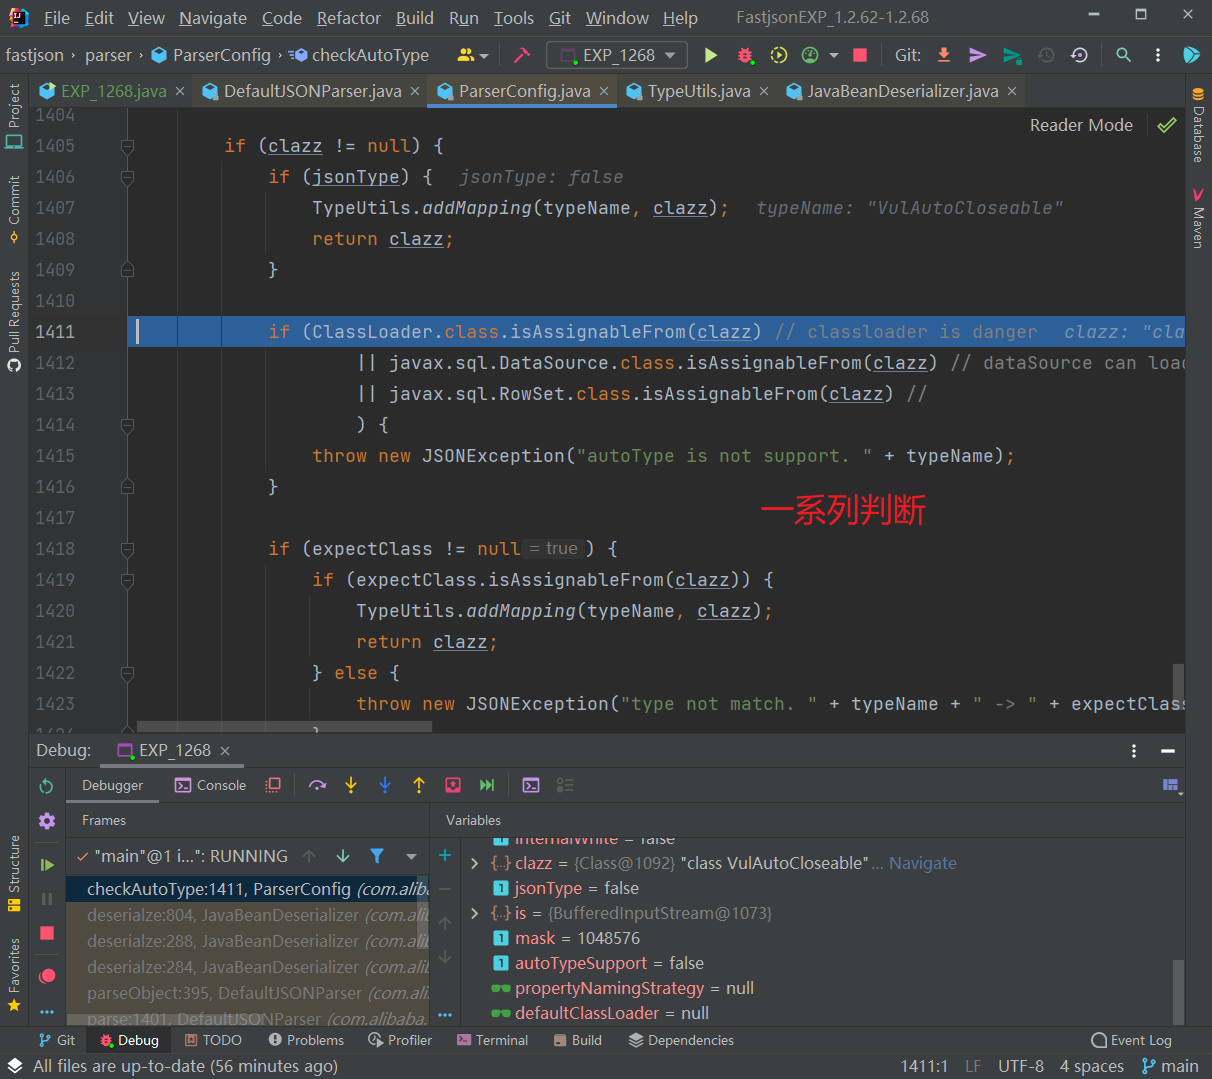 File Edit View Navigate Code Refactor Build Run Tools Git Window Help FastjsonEXP_1.2.62-1.2.68
fastjson parser ParserConfig checkAutoType EXP_1268 Git:
EXP_1268.java DefaultJSONParser.java ParserConfig.java TypeUtils.java JavaBeanDeserializer.java
Reader Mode
1404
1405 if (clazz != null) {
1406 if (jsonType) { jsonType: false
1407 TypeUtils.addMapping(typeName, clazz); typeName: "VulAutoCloseable"
1408 return clazz;
1409 }
1410
1411 if (ClassLoader.class.isAssignableFrom(clazz) // classloader is danger clazz: "cla
1412 || javax.sql.DataSource.class.isAssignableFrom(clazz) // dataSource can load
1413 || javax.sql.RowSet.class.isAssignableFrom(clazz) //
1414 ) {
1415 throw new JSONException("autoType is not support. " + typeName);
1416 }
1417
一系列判断
1418 if (expectClass != null = true ) {
1419 if (expectClass.isAssignableFrom(clazz)) {
1420 TypeUtils.addMapping(typeName, clazz);
1421 return clazz;
1422 } else {
1423 throw new JSONException("type not match. " + typeName + " -> " + expectClass
Project
Commit
Pull Requests
Structure
Favorites
Database
Maven
Debug: EXP_1268
Debugger Console
Frames
Variables
"main"@1 i...": RUNNING
checkAutoType:1411, ParserConfig (com.aliba
deserialze:804, JavaBeanDeserializer (com.ali
deserialze:288, JavaBeanDeserializer (com.ali
deserialze:284, JavaBeanDeserializer (com.ali
parseObject:395, DefaultJSONParser (com.ali
parse:1401, DefaultJSONParser (com.alibaba.
internalWhite = false
clazz = {Class@1092} "class VulAutoCloseable"... Navigate
jsonType = false
is = {BufferedInputStream@1073}
mask = 1048576
autoTypeSupport = false
propertyNamingStrategy = null
defaultClassLoader = null
Git Debug TODO Problems Profiler Terminal Build Dependencies Event Log
All files are up-to-date (56 minutes ago) 1411:1 LF UTF-8 4 spaces main